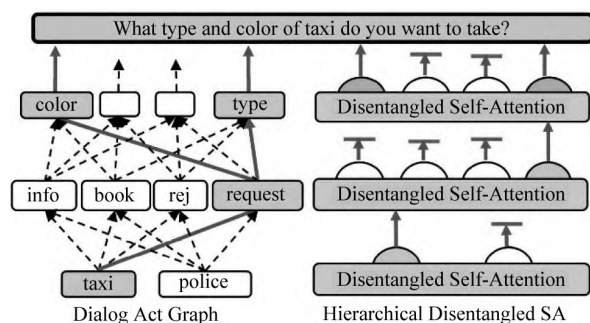 What type and color of taxi do you want to take?
color type
Disentangled Self-Attention
info book rej request
Disentangled Self-Attention
taxi police
Disentangled Self-Attention
Dialog Act Graph
Hierarchical Disentangled SA